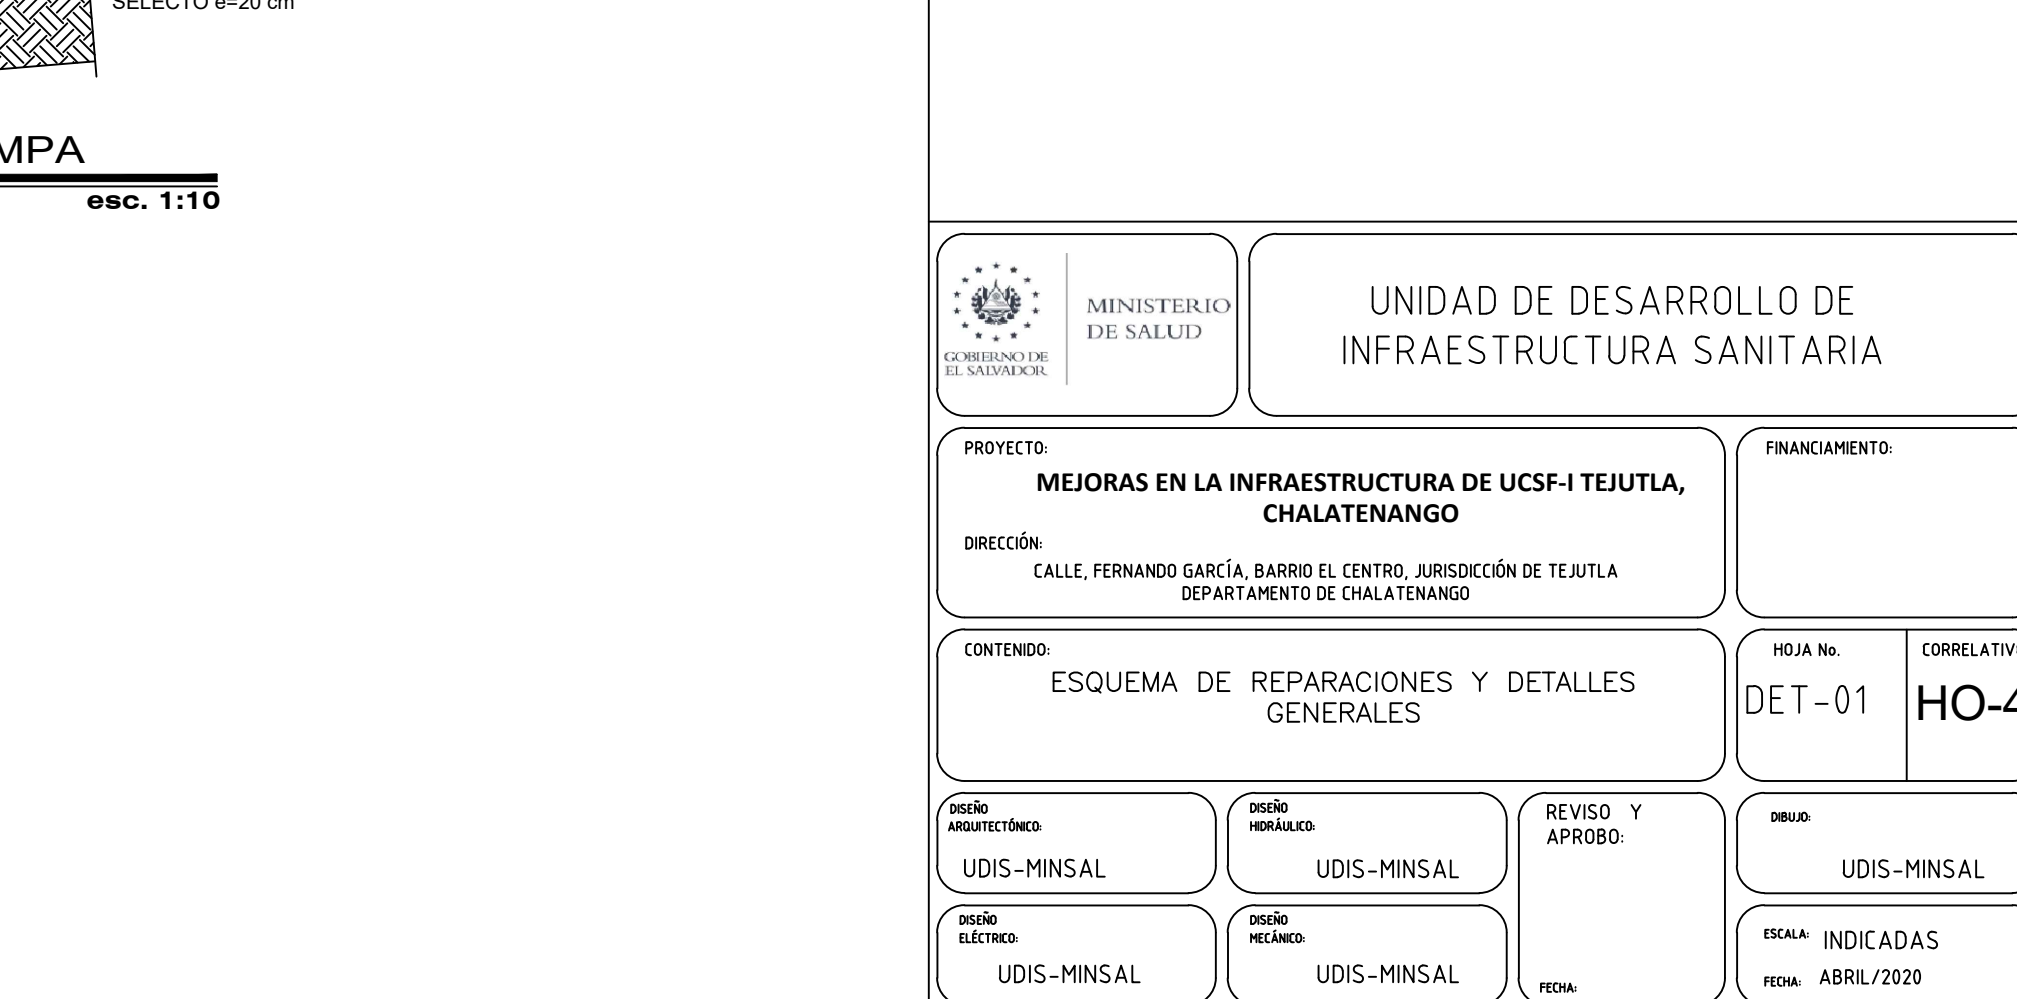 SELECTO e=20 cm
MPA
esc. 1:10
GOBIERNO DE
EL SALVADOR
MINISTERIO
DE SALUD
UNIDAD DE DESARROLLO DE
INFRAESTRUCTURA SANITARIA
PROYECTO:
MEJORAS EN LA INFRAESTRUCTURA DE UCSF-I TEJUTLA,
CHALATENANGO
DIRECCIÓN:
CALLE, FERNANDO GARCÍA, BARRIO EL CENTRO, JURISDICCIÓN DE TEJUTLA
DEPARTAMENTO DE CHALATENANGO
FINANCIAMIENTO:
CONTENIDO:
ESQUEMA DE REPARACIONES Y DETALLES
GENERALES
HOJA No.
DET-01
CORRELATIVO
HO-4
DISEÑO
ARQUITECTÓNICO:
UDIS-MINSAL
DISEÑO
HIDRÁULICO:
UDIS-MINSAL
REVISO Y
APROBO:
FECHA:
DIBUJO:
UDIS-MINSAL
DISEÑO
ELÉCTRICO:
UDIS-MINSAL
DISEÑO
MECÁNICO:
UDIS-MINSAL
ESCALA: INDICADAS
FECHA: ABRIL/2020